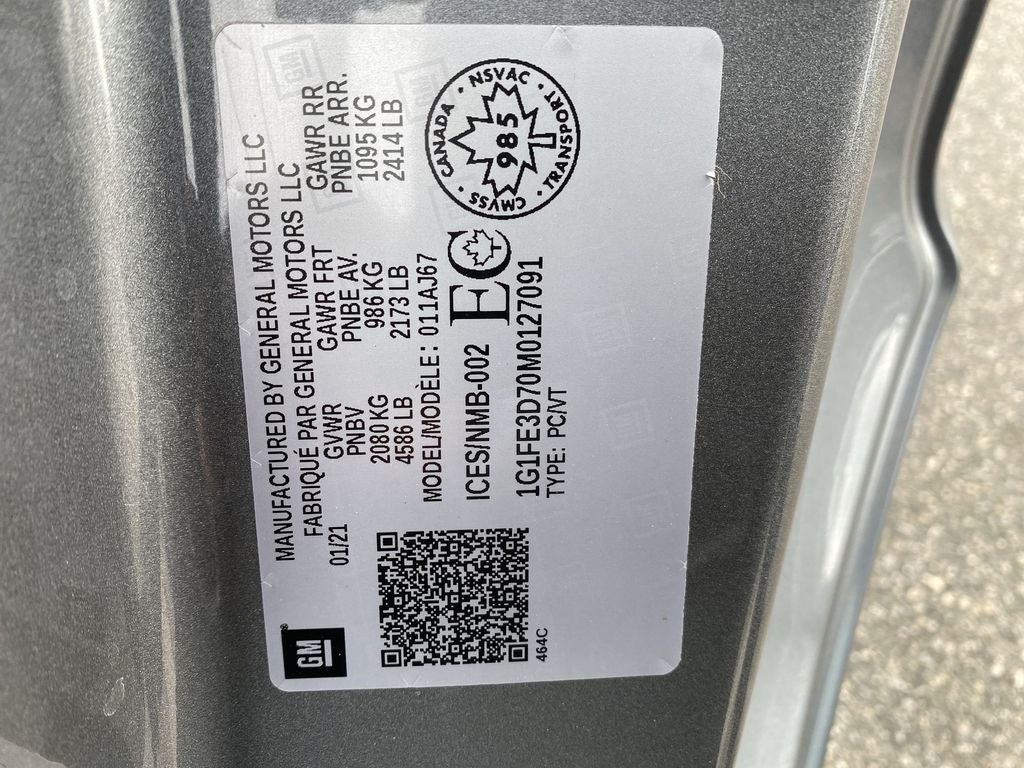 GM
MANUFACTURED BY GENERAL MOTORS LLC
FABRIQUÉ PAR GENERAL MOTORS LLC
01/21 GVWR GAWR FRT GAWR RR
PNBV PNBE AV. PNBE ARR.
2080 KG 986 KG 1095 KG
4586 LB 2173 LB 2414 LB
MODEL/MODÈLE: 011AJ67
ICES/NMB-002 EC
CANADA · NSVAC · TRANSPORT · CMVSS ·
985
1G1FE3D70M0127091
TYPE: PC/VT
464C